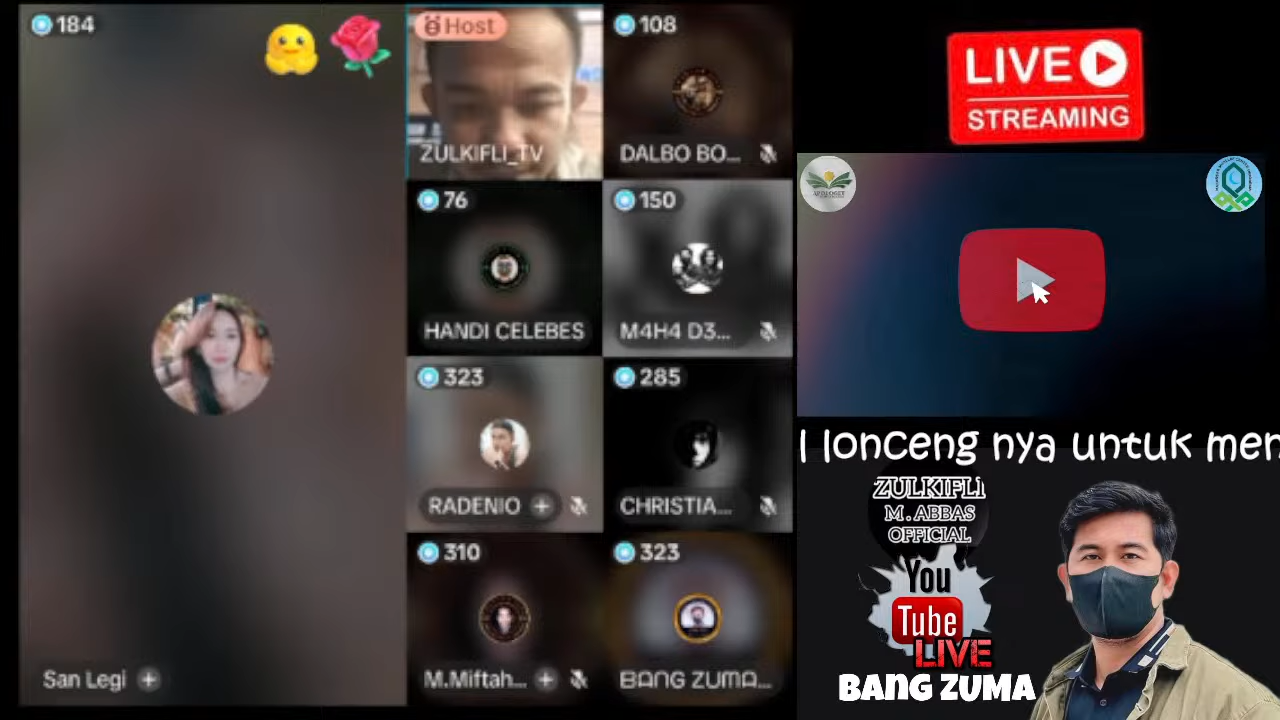 184
Host
ZULKIFLI_TV
108
DALBO BO...
76
HANDI CELEBES
150
M4H4 D3...
323
RADENIO +
285
CHRISTIA...
310
M.Miftah...
323
BANG ZUMA...
San Legi +
LIVE
STREAMING
l lonceng nya untuk men
ZULKIFLI
M. ABBAS
OFFICIAL
You
Tube
LIVE
BANG ZUMA